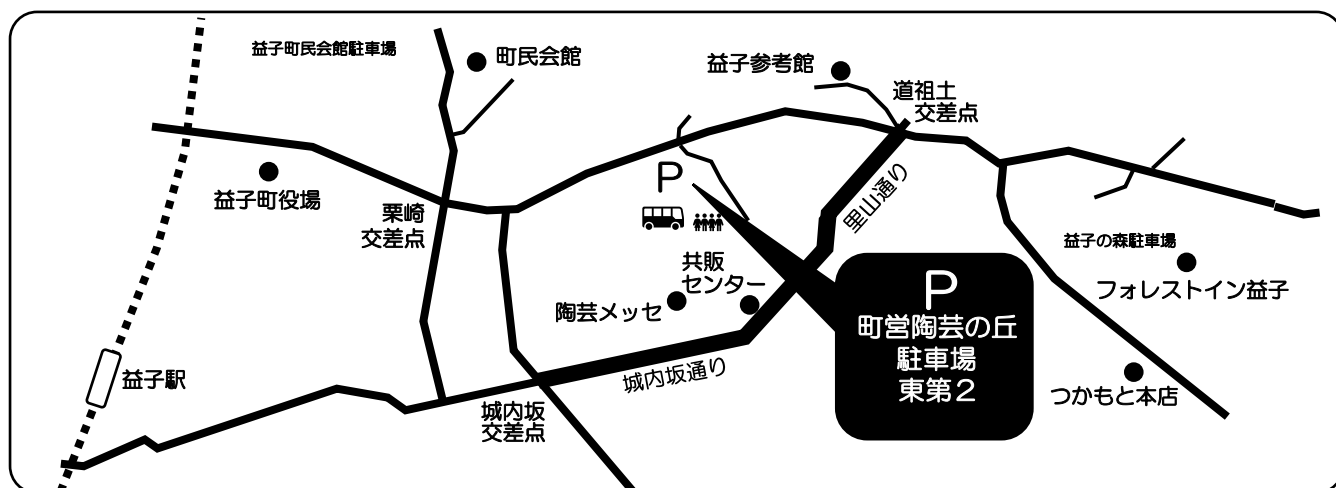 益子町民会館駐車場
町民会館
益子参考館
道祖土
交差点
益子町役場
栗崎
交差点
P
里山通り
共販
センター
陶芸メッセ
益子の森駐車場
フォレストイン益子
P
町営陶芸の丘
駐車場
東第2
益子駅
城内坂通り
つかもと本店
城内坂
交差点